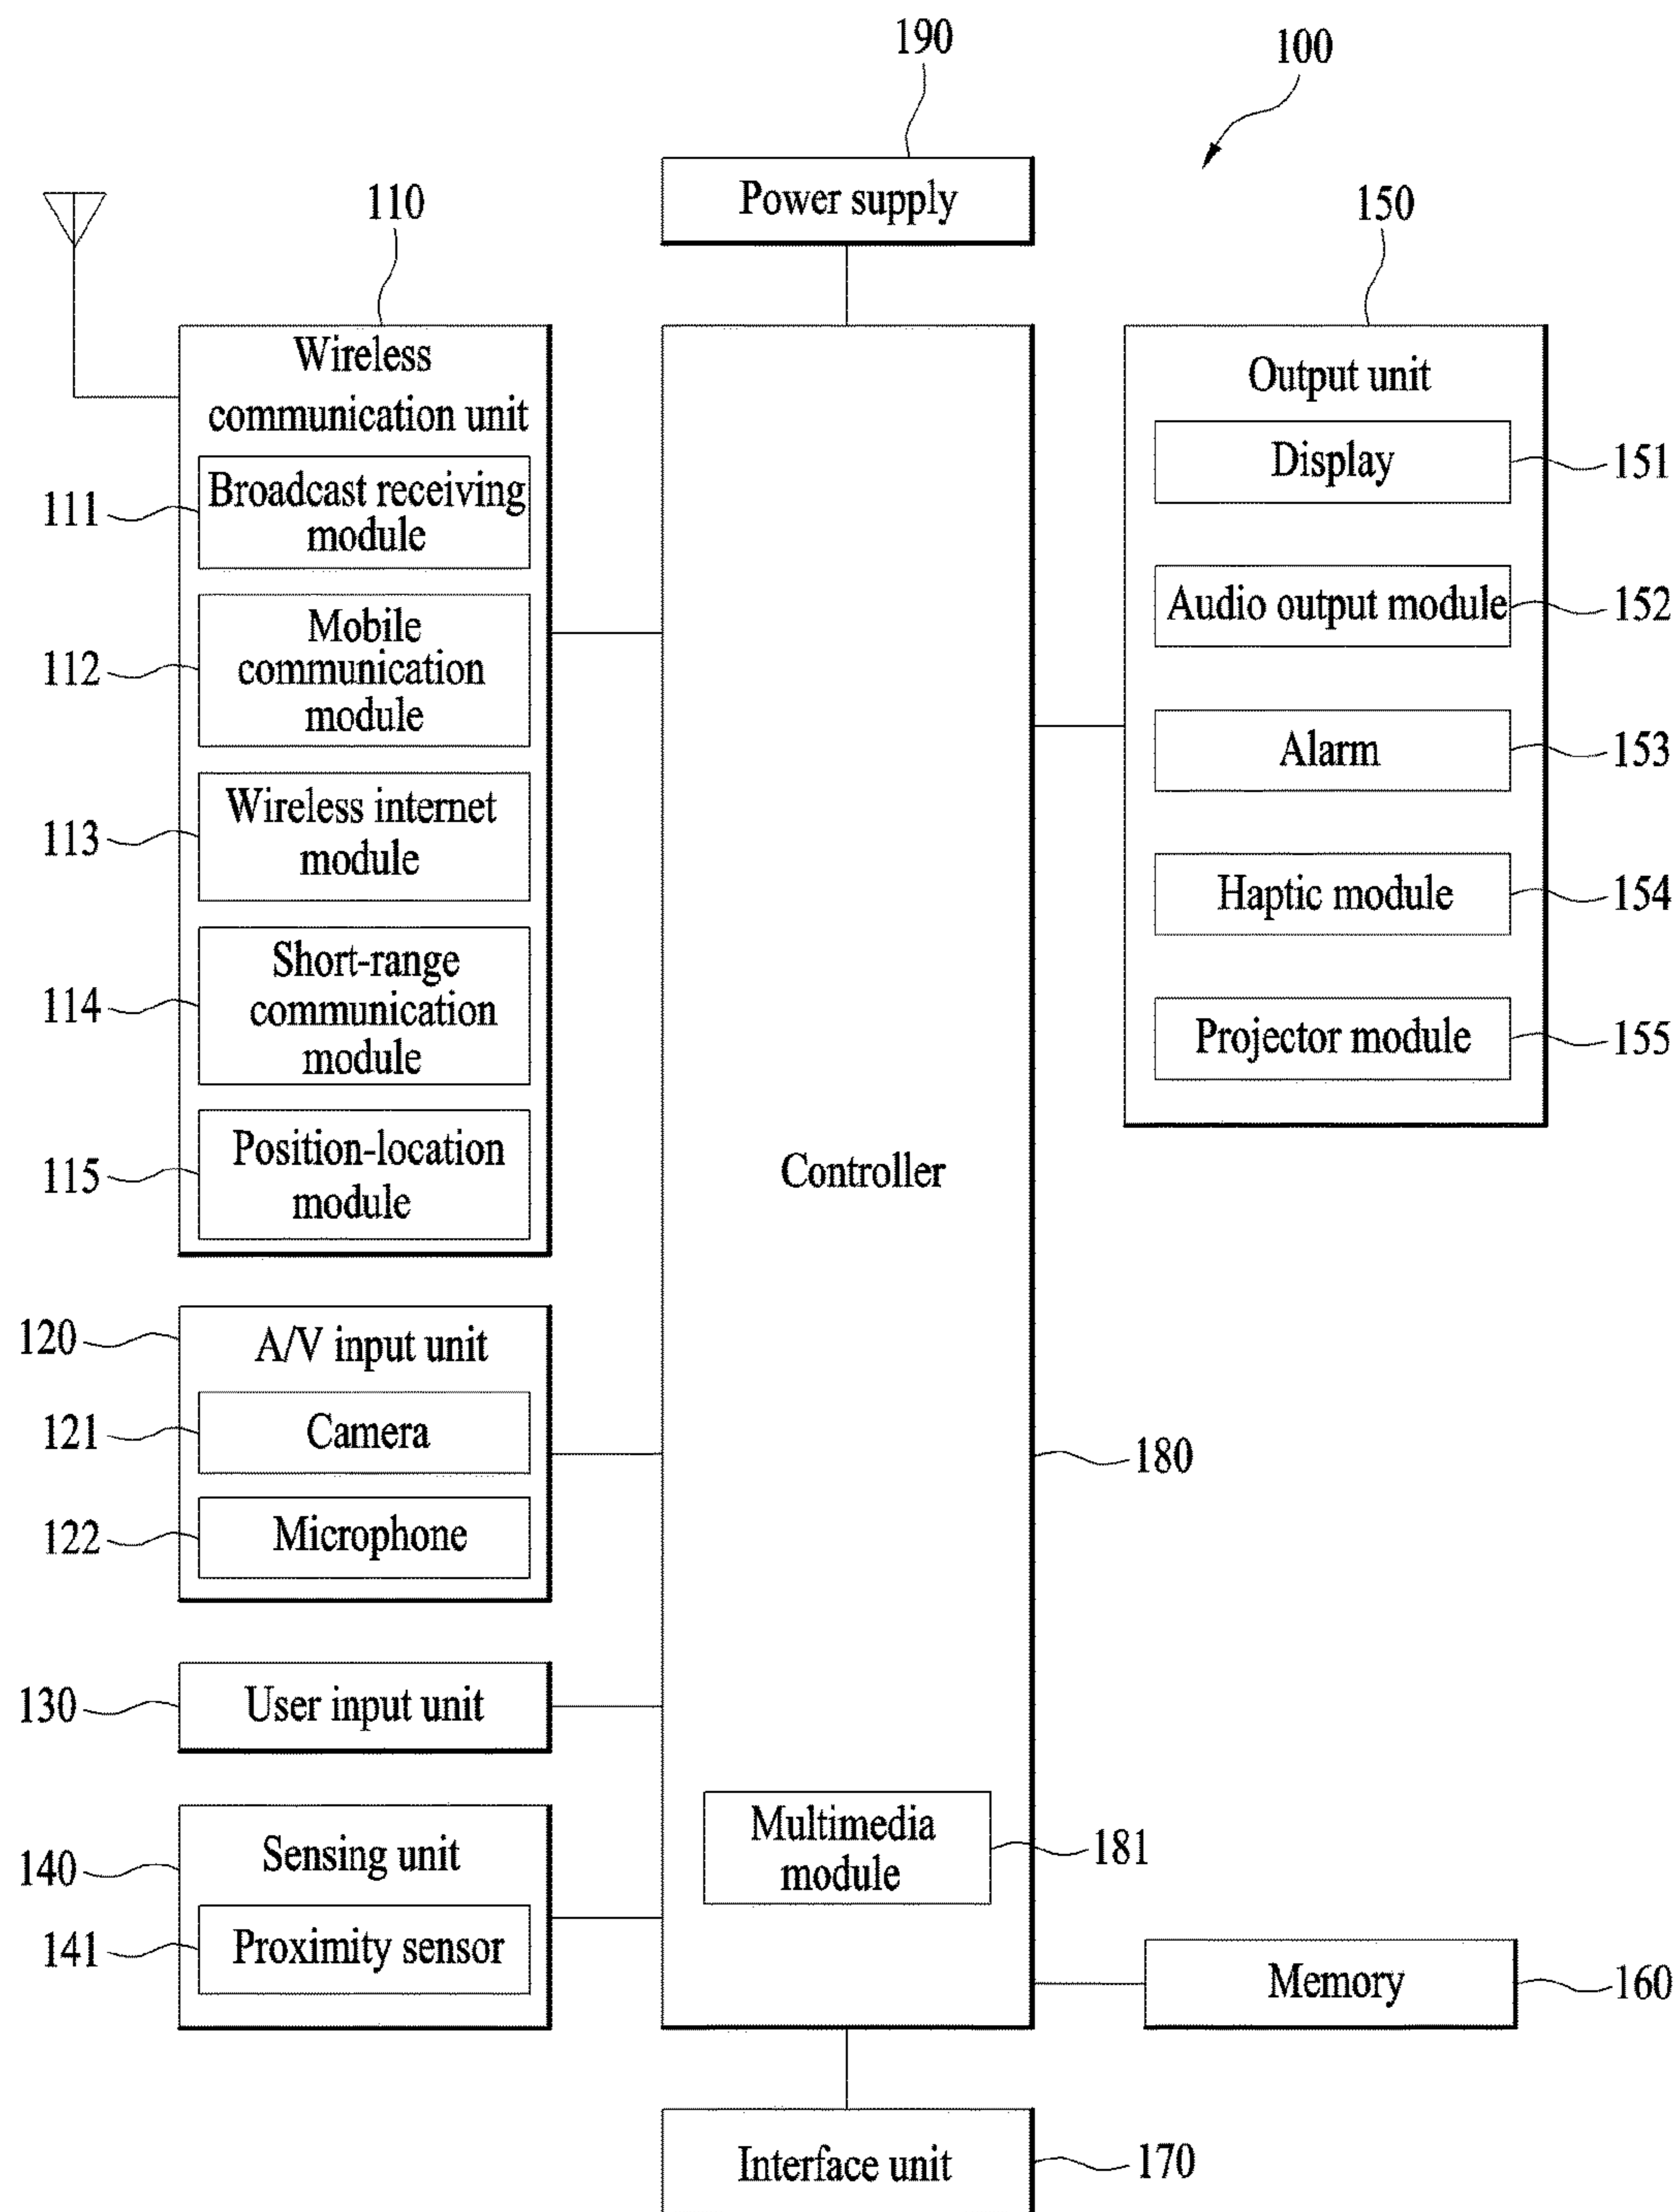 190
100
Power supply
110
150
Wireless
communication unit
Output unit
111
Broadcast receiving
module
Display
151
112
Mobile
communication
module
Audio output module
152
113
Wireless internet
module
Alarm
153
114
Short-range
communication
module
Haptic module
154
115
Position-location
module
Projector module
155
Controller
120
A/V input unit
121
Camera
180
122
Microphone
130
User input unit
140
Sensing unit
Multimedia
module
181
141
Proximity sensor
Memory
160
Interface unit
170